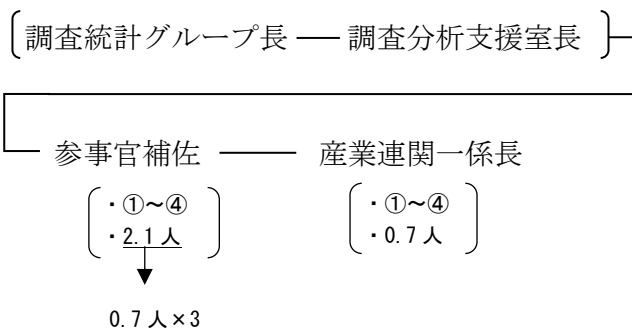 調査統計グループ長 ── 調査分析支援室長
参事官補佐 ── 産業連関一係長
・①~④ ・①~④
・2.1人 ・0.7人
0.7人×3